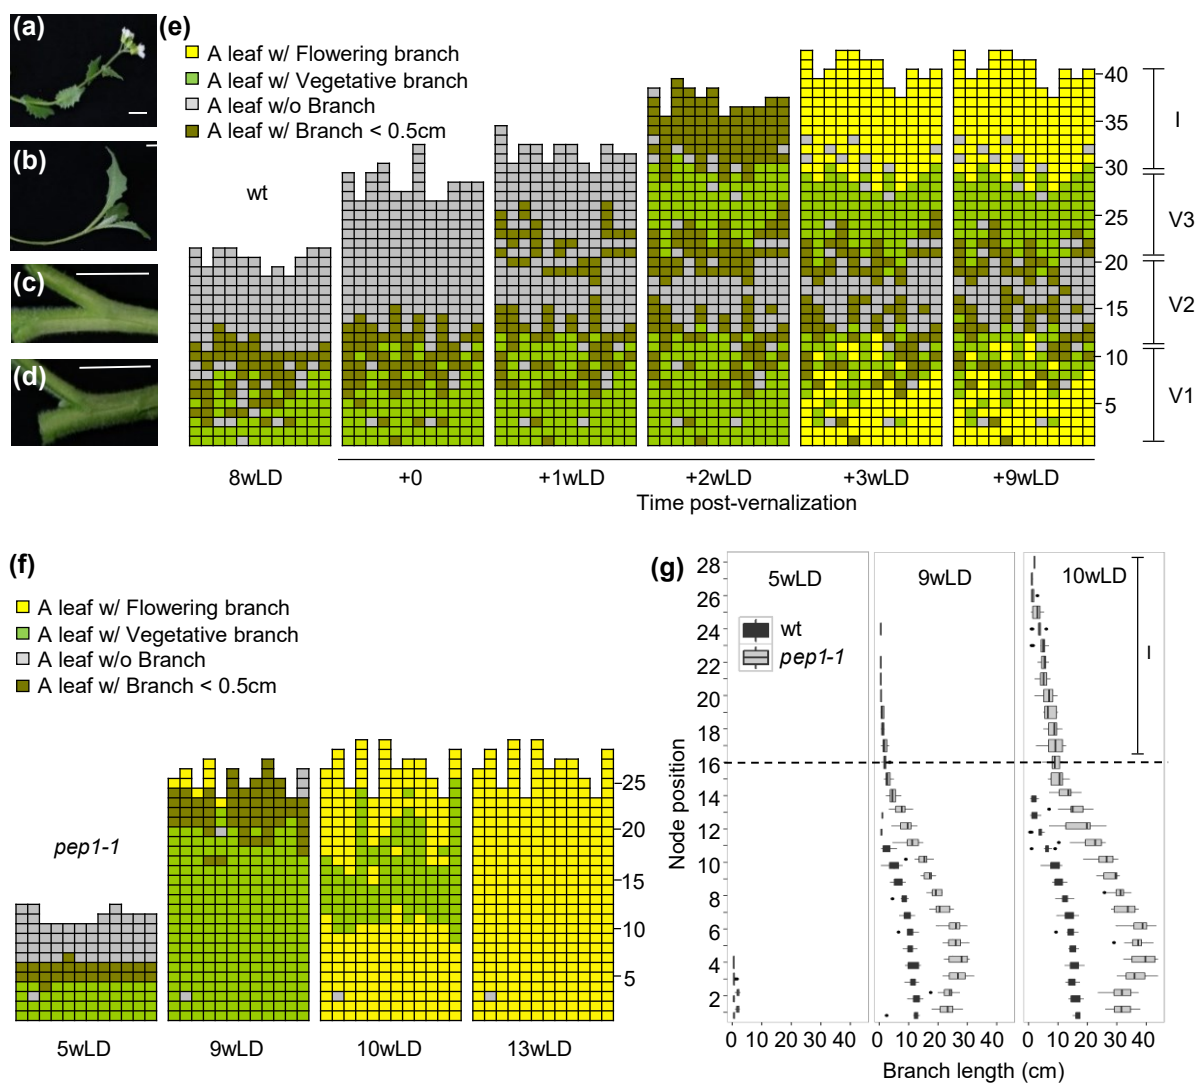 (a)
(b)
(c)
(d)
(e)
A leaf w/ Flowering branch
A leaf w/ Vegetative branch
A leaf w/o Branch
A leaf w/ Branch < 0.5cm
wt
40
35
30
25
20
15
10
5
I
V3
V2
V1
8wLD
+0
+1wLD
+2wLD
+3wLD
+9wLD
Time post-vernalization
(f)
A leaf w/ Flowering branch
A leaf w/ Vegetative branch
A leaf w/o Branch
A leaf w/ Branch < 0.5cm
pep1-1
25
20
15
10
5
5wLD
9wLD
10wLD
13wLD
(g)
5wLD
9wLD
10wLD
wt
pep1-1
I
Node position
28
26
24
22
20
18
16
14
12
10
8
6
4
2
0 10 20 30 40
0 10 20 30 40
0 10 20 30 40
Branch length (cm)